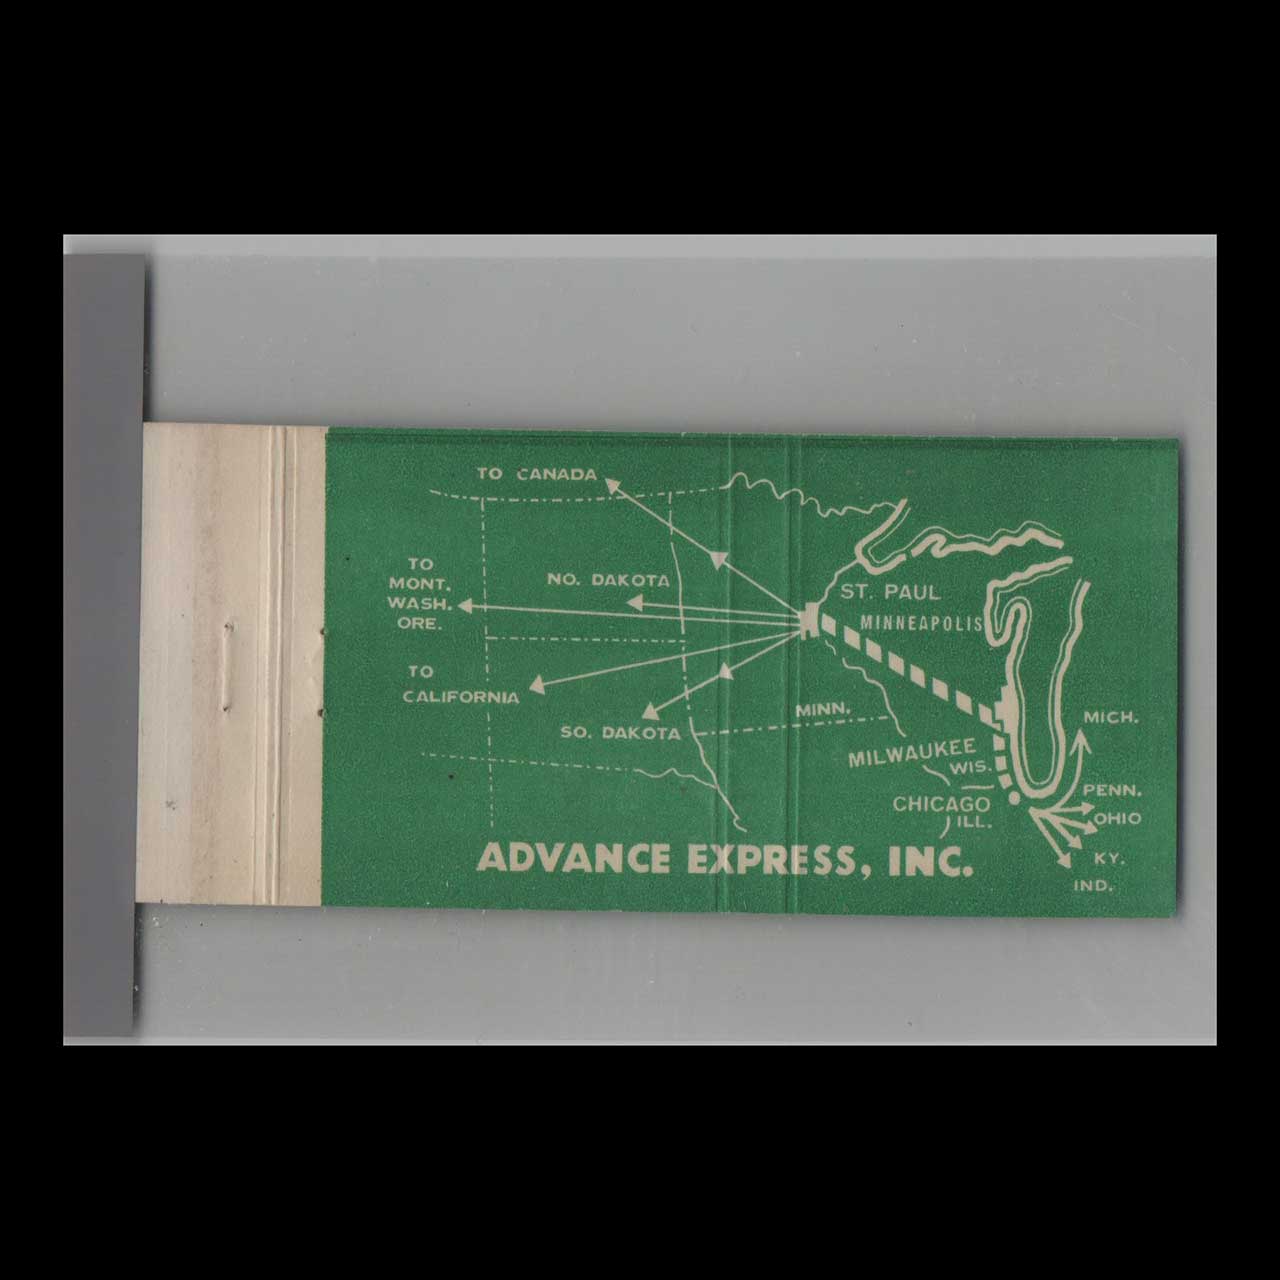 TO CANADA
TO
MONT.
WASH.
ORE.
NO. DAKOTA
ST. PAUL
MINNEAPOLIS
TO
CALIFORNIA
SO. DAKOTA
MINN.
MICH.
MILWAUKEE
WIS.
PENN.
CHICAGO
ILL.
OHIO
KY.
IND.
ADVANCE EXPRESS, INC.